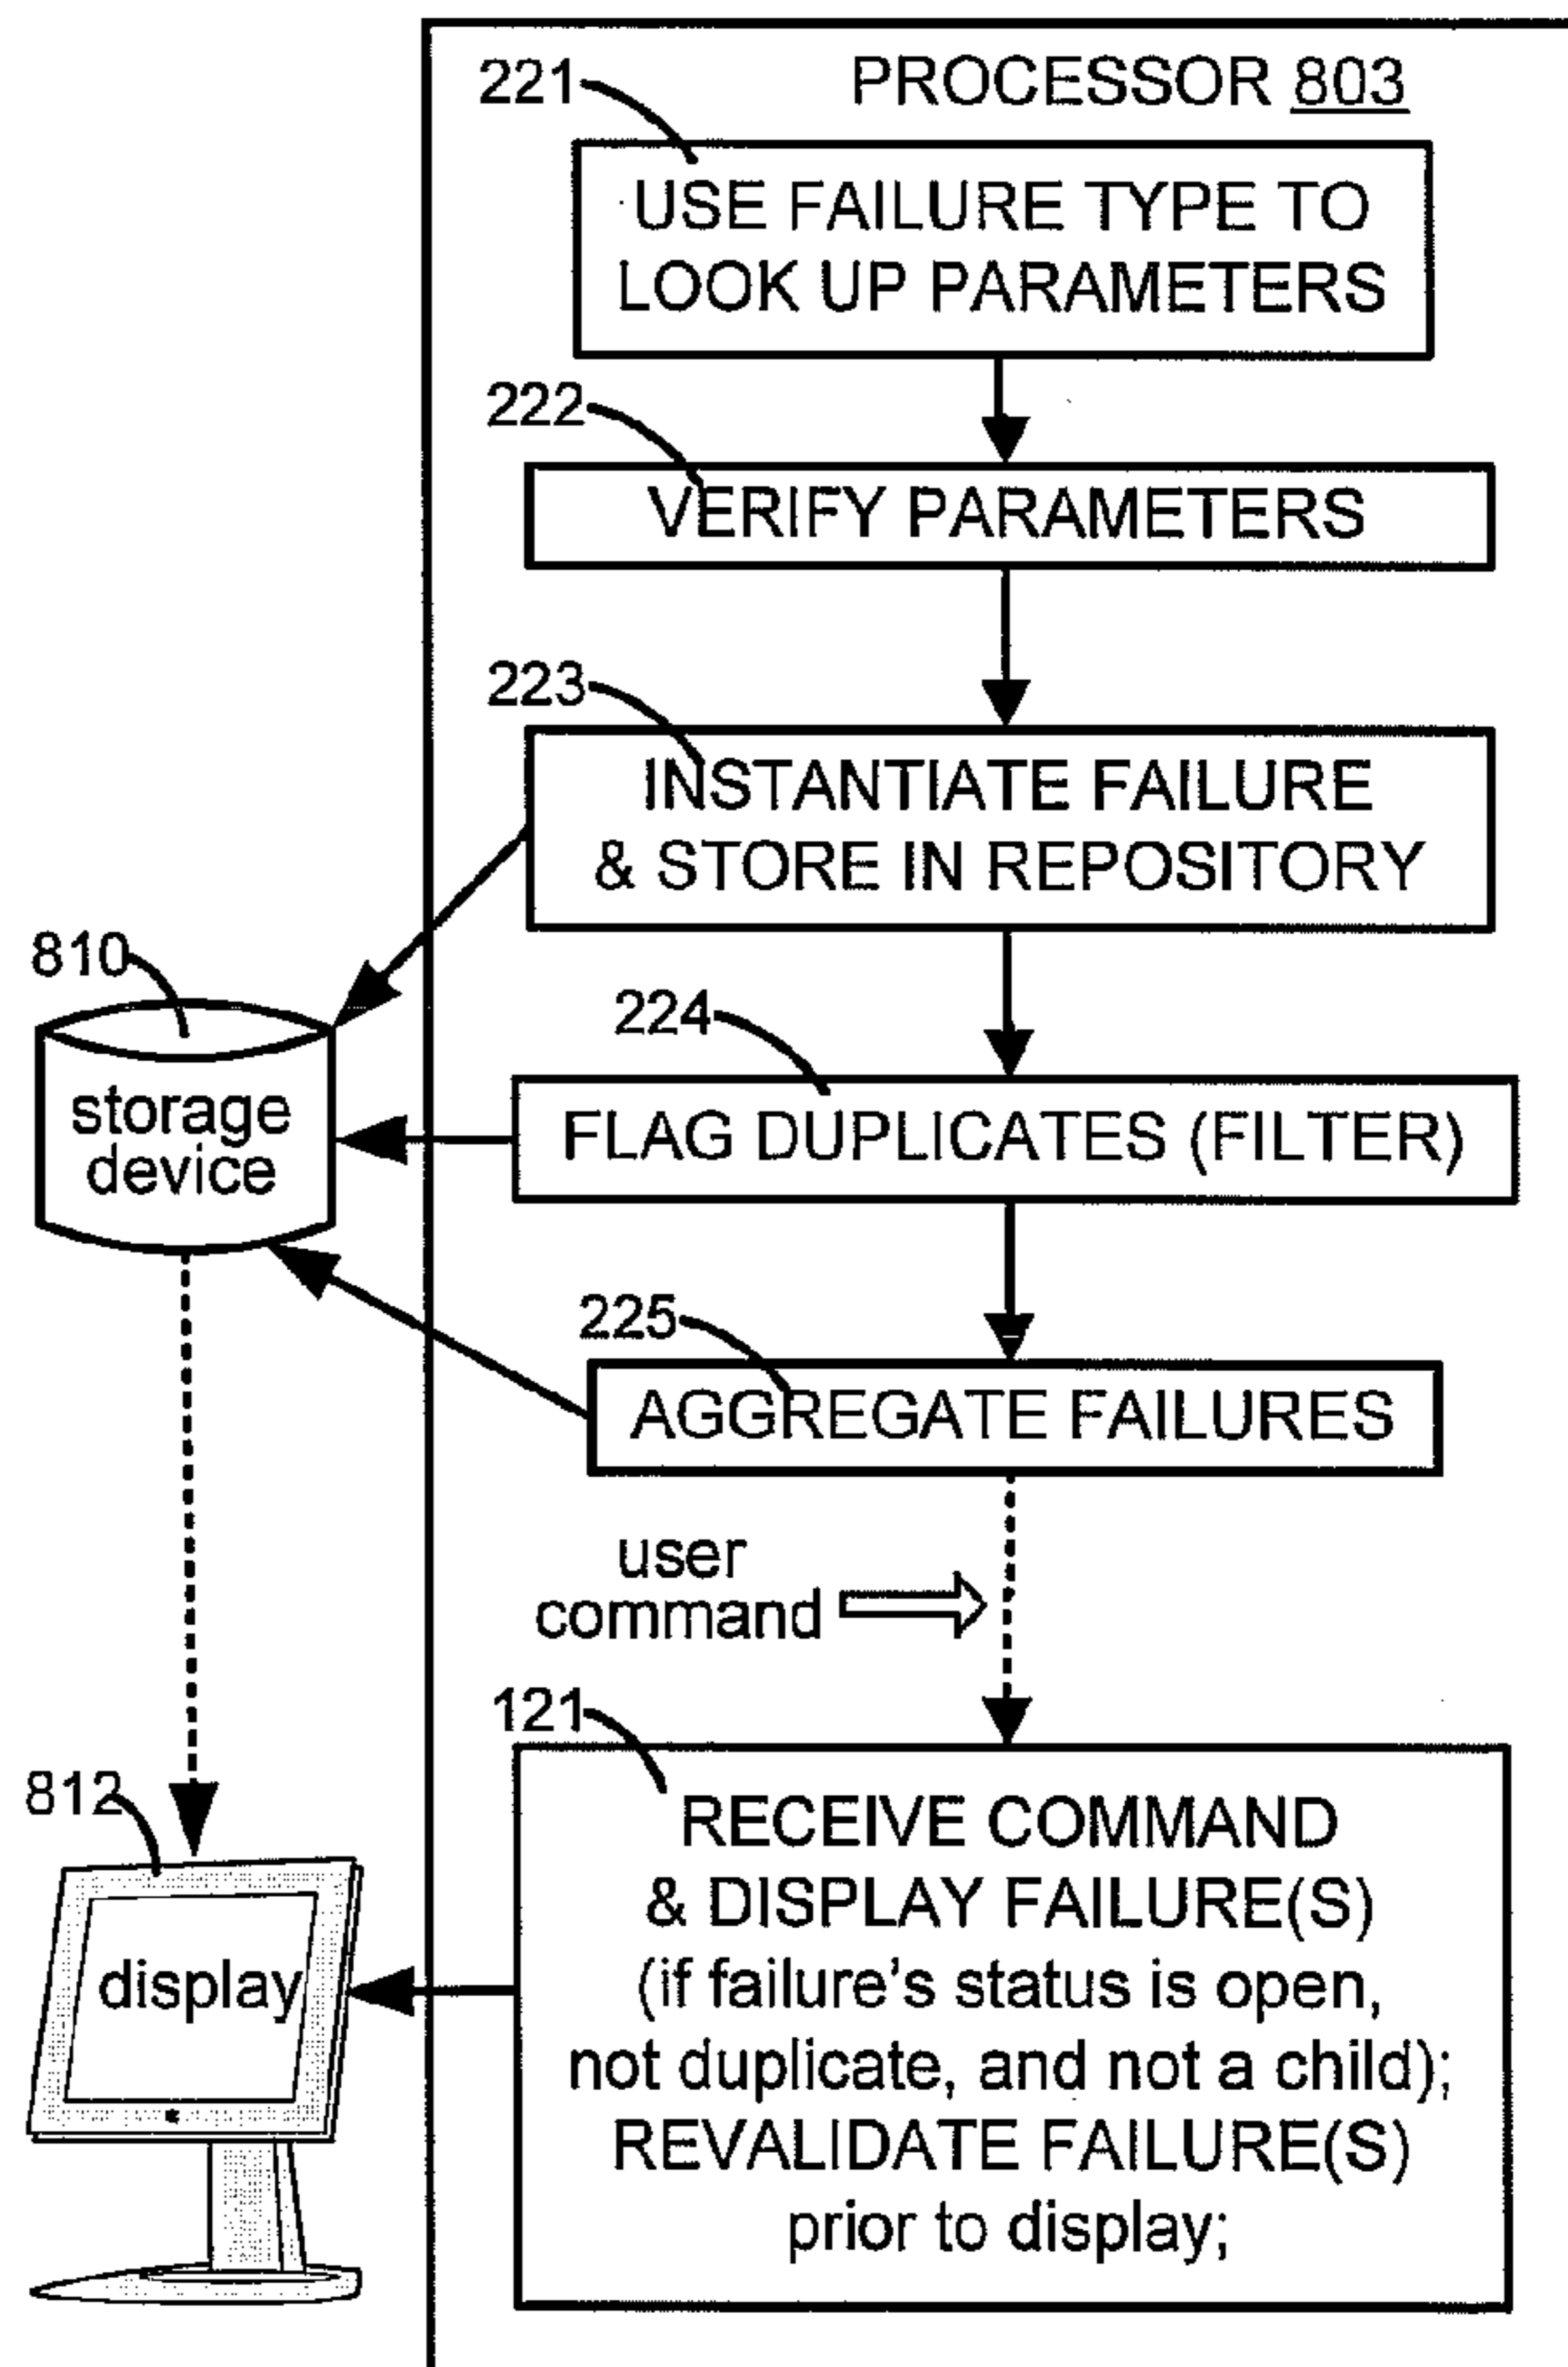 PROCESSOR 803
221
USE FAILURE TYPE TO
LOOK UP PARAMETERS
222
VERIFY PARAMETERS
223
INSTANTIATE FAILURE
& STORE IN REPOSITORY
810
storage
device
224
FLAG DUPLICATES (FILTER)
225
AGGREGATE FAILURES
user
command
121
RECEIVE COMMAND
& DISPLAY FAILURE(S)
(if failure's status is open,
not duplicate, and not a child);
REVALIDATE FAILURE(S)
prior to display;
812
display